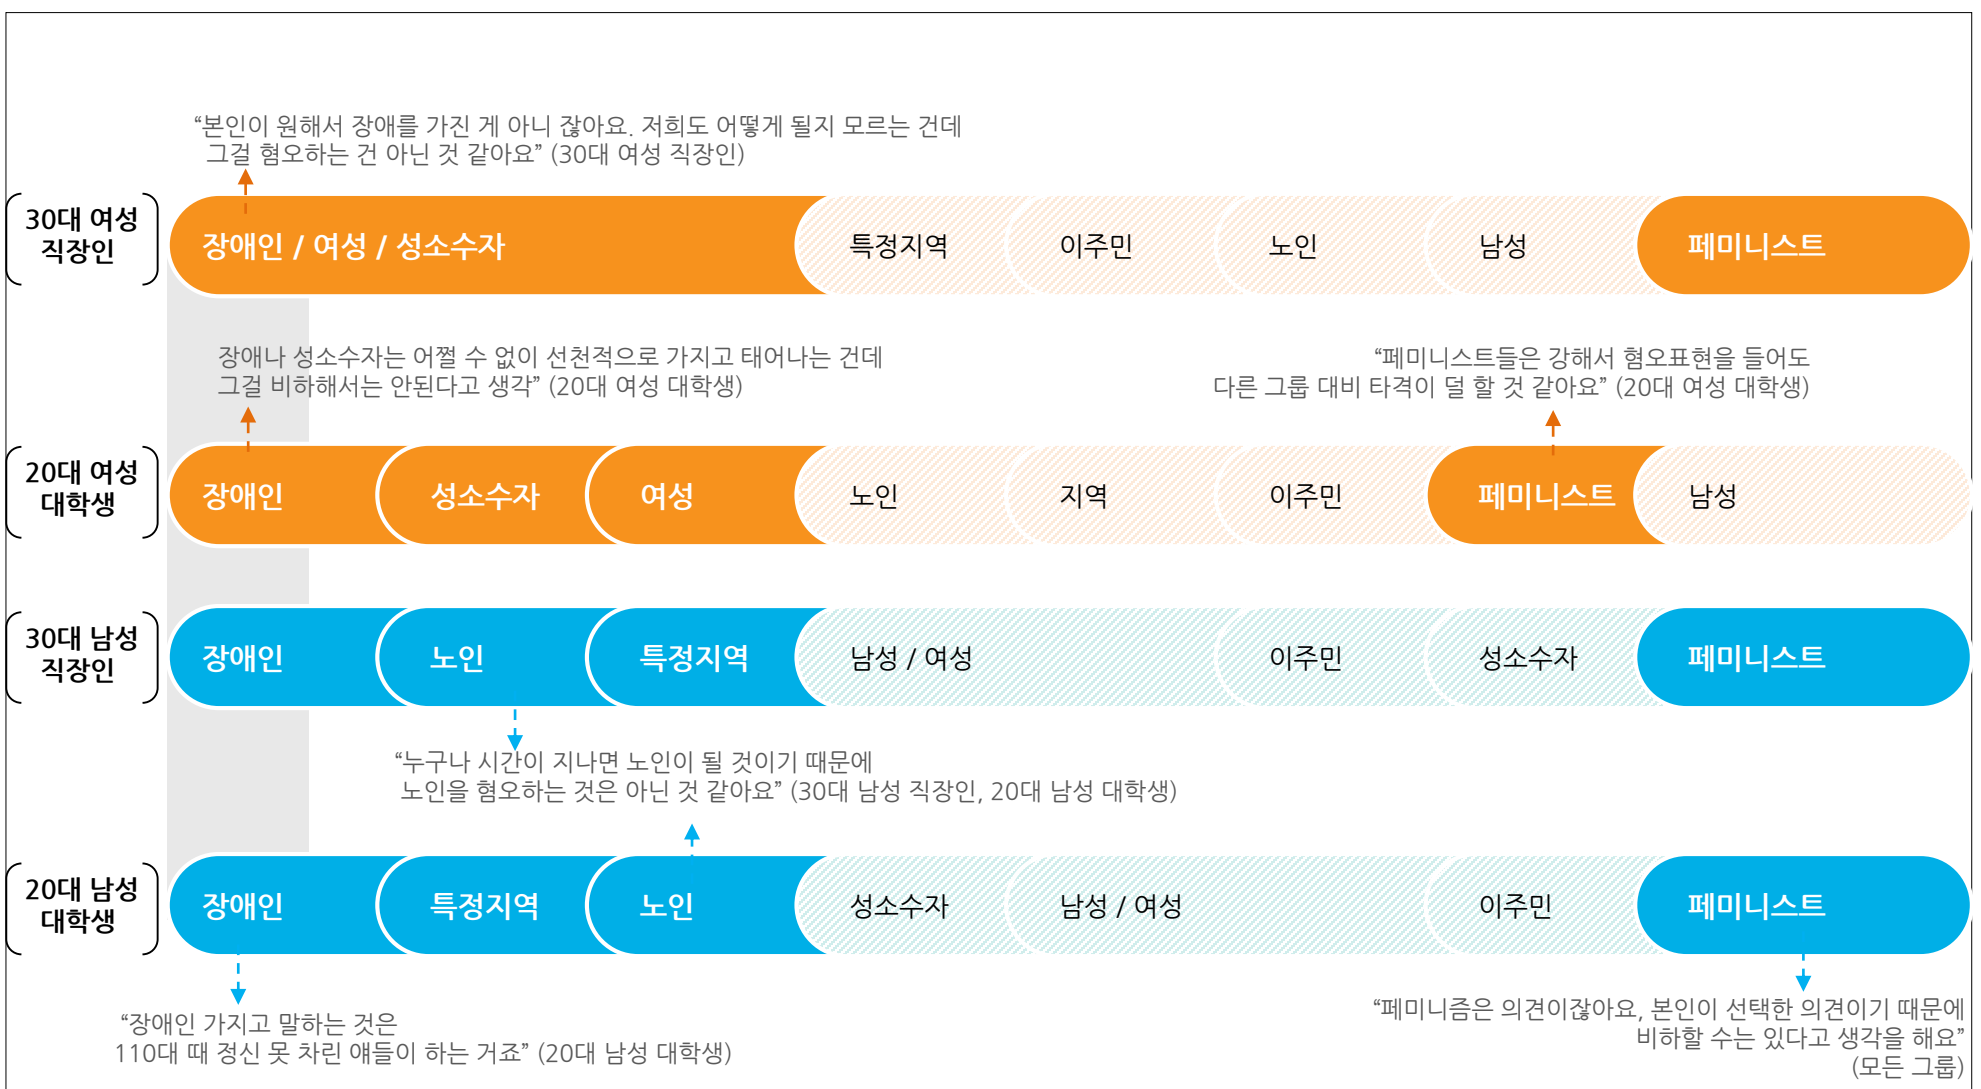 “본인이 원해서 장애를 가진 게 아니 잖아요. 저희도 어떻게 될지 모르는 건데
그걸 혐오하는 건 아닌 것 같아요” (30대 여성 직장인)
30대 여성
직장인
장애인 / 여성 / 성소수자
특정지역
이주민
노인
남성
페미니스트
장애나 성소수자는 어쩔 수 없이 선천적으로 가지고 태어나는 건데
그걸 비하해서는 안된다고 생각” (20대 여성 대학생)
“페미니스트들은 강해서 혐오표현을 들어도
다른 그룹 대비 타격이 덜 할 것 같아요” (20대 여성 대학생)
20대 여성
대학생
장애인
성소수자
여성
노인
지역
이주민
페미니스트
남성
30대 남성
직장인
장애인
노인
특정지역
남성 / 여성
이주민
성소수자
페미니스트
“누구나 시간이 지나면 노인이 될 것이기 때문에
노인을 혐오하는 것은 아닌 것 같아요” (30대 남성 직장인, 20대 남성 대학생)
20대 남성
대학생
장애인
특정지역
노인
성소수자
남성 / 여성
이주민
페미니스트
“장애인 가지고 말하는 것은
110대 때 정신 못 차린 얘들이 하는 거죠” (20대 남성 대학생)
“페미니즘은 의견이잖아요, 본인이 선택한 의견이기 때문에
비하할 수는 있다고 생각을 해요”
(모든 그룹)